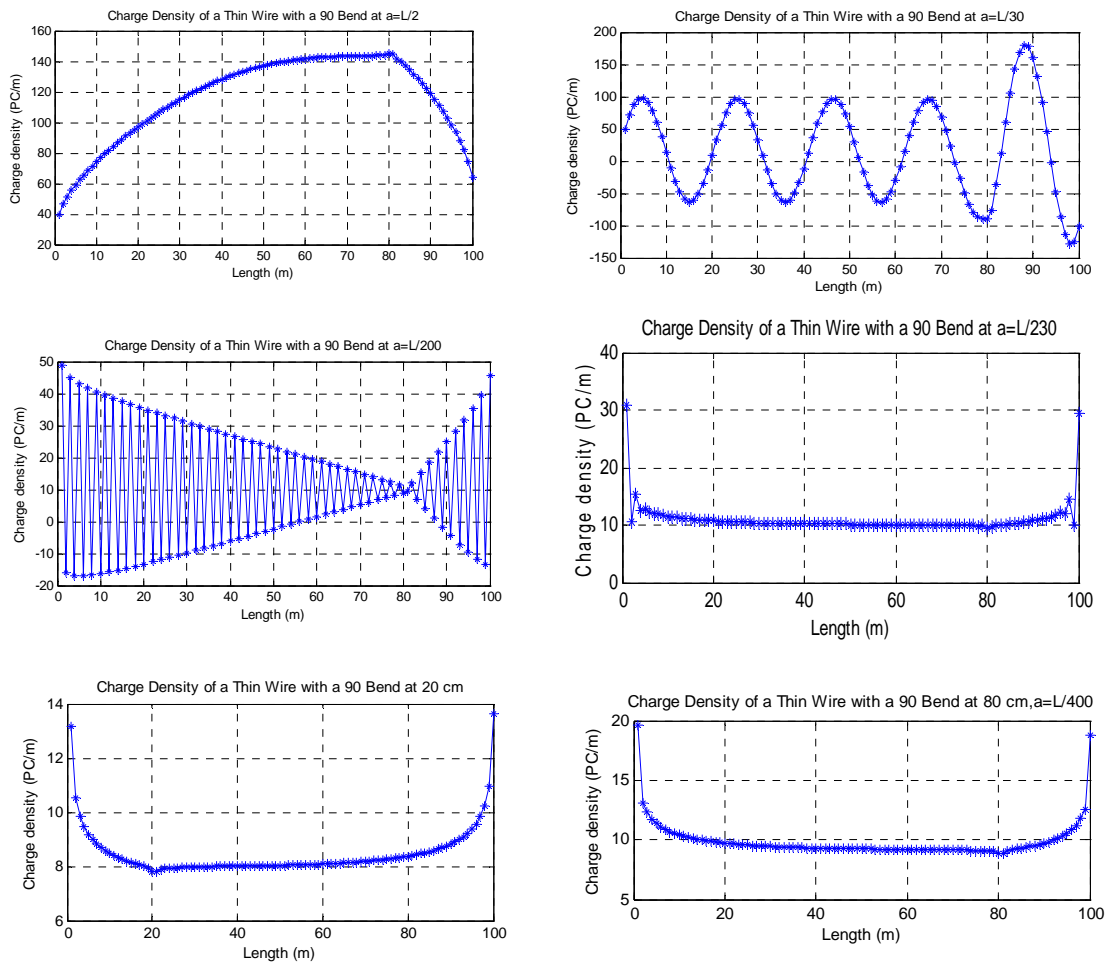 Charge Density of a Thin Wire with a 90 Bend at a=L/2
160
140
120
100
80
60
40
20
Charge density (PC/m)
0 10 20 30 40 50 60 70 80 90 100
Length (m)
Charge Density of a Thin Wire with a 90 Bend at a=L/30
200
150
100
50
0
-50
-100
-150
Charge density (PC/m)
0 10 20 30 40 50 60 70 80 90 100
Length (m)
Charge Density of a Thin Wire with a 90 Bend at a=L/200
50
40
30
20
10
0
-10
-20
Charge density (PC/m)
0 10 20 30 40 50 60 70 80 90 100
Length (m)
Charge Density of a Thin Wire with a 90 Bend at a=L/230
40
30
20
10
0
Charge density (PC/m)
0 20 40 60 80 100
Length (m)
Charge Density of a Thin Wire with a 90 Bend at 20 cm
14
12
10
8
6
Charge density (PC/m)
0 20 40 60 80 100
Length (m)
Charge Density of a Thin Wire with a 90 Bend at 80 cm,a=L/400
20
15
10
5
Charge density (PC/m)
0 20 40 60 80 100
Length (m)